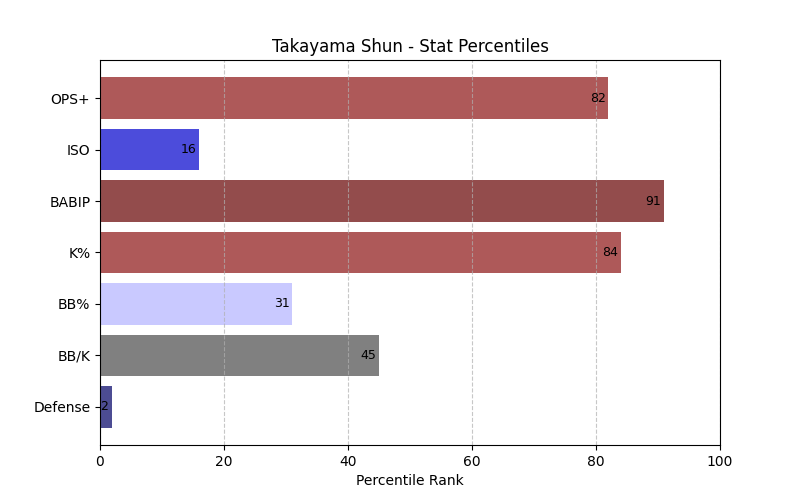 Takayama Shun - Stat Percentiles
OPS+ 82
ISO 16
BABIP 91
K% 84
BB% 31
BB/K 45
Defense 2
0 20 40 60 80 100
Percentile Rank